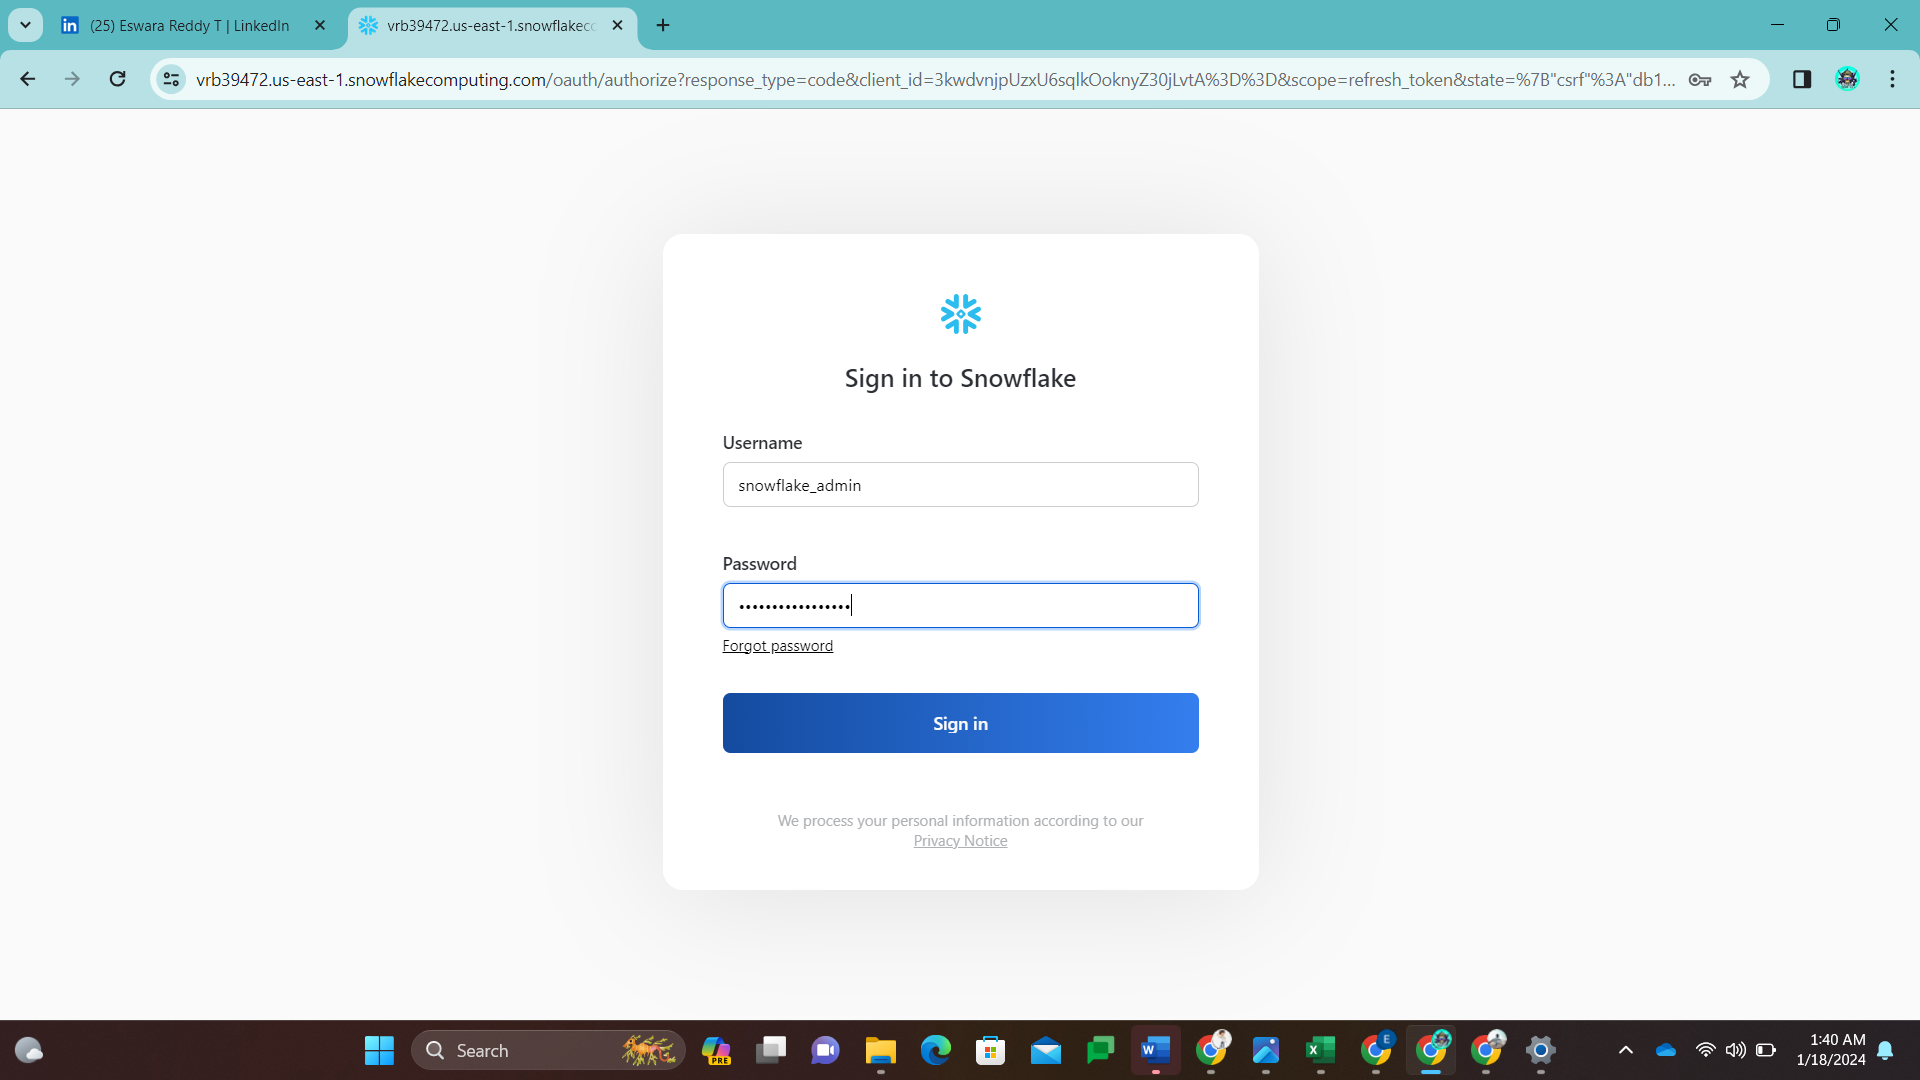 (25) Eswara Reddy T | LinkedIn
vrb39472.us-east-1.snowflakeco
vrb39472.us-east-1.snowflakecomputing.com/oauth/authorize?response_type=code&client_id=3kwdvnjpUzxU6sqlkOoknyZ30jLvtA%3D%3D&scope=refresh_token&state=%7B"csrf"%3A"db1...
Sign in to Snowflake
Username
snowflake_admin
Password
•••••••••••••••••
Forgot password
Sign in
We process your personal information according to our
Privacy Notice
Search
PRE
W
X
E
1:40 AM
1/18/2024